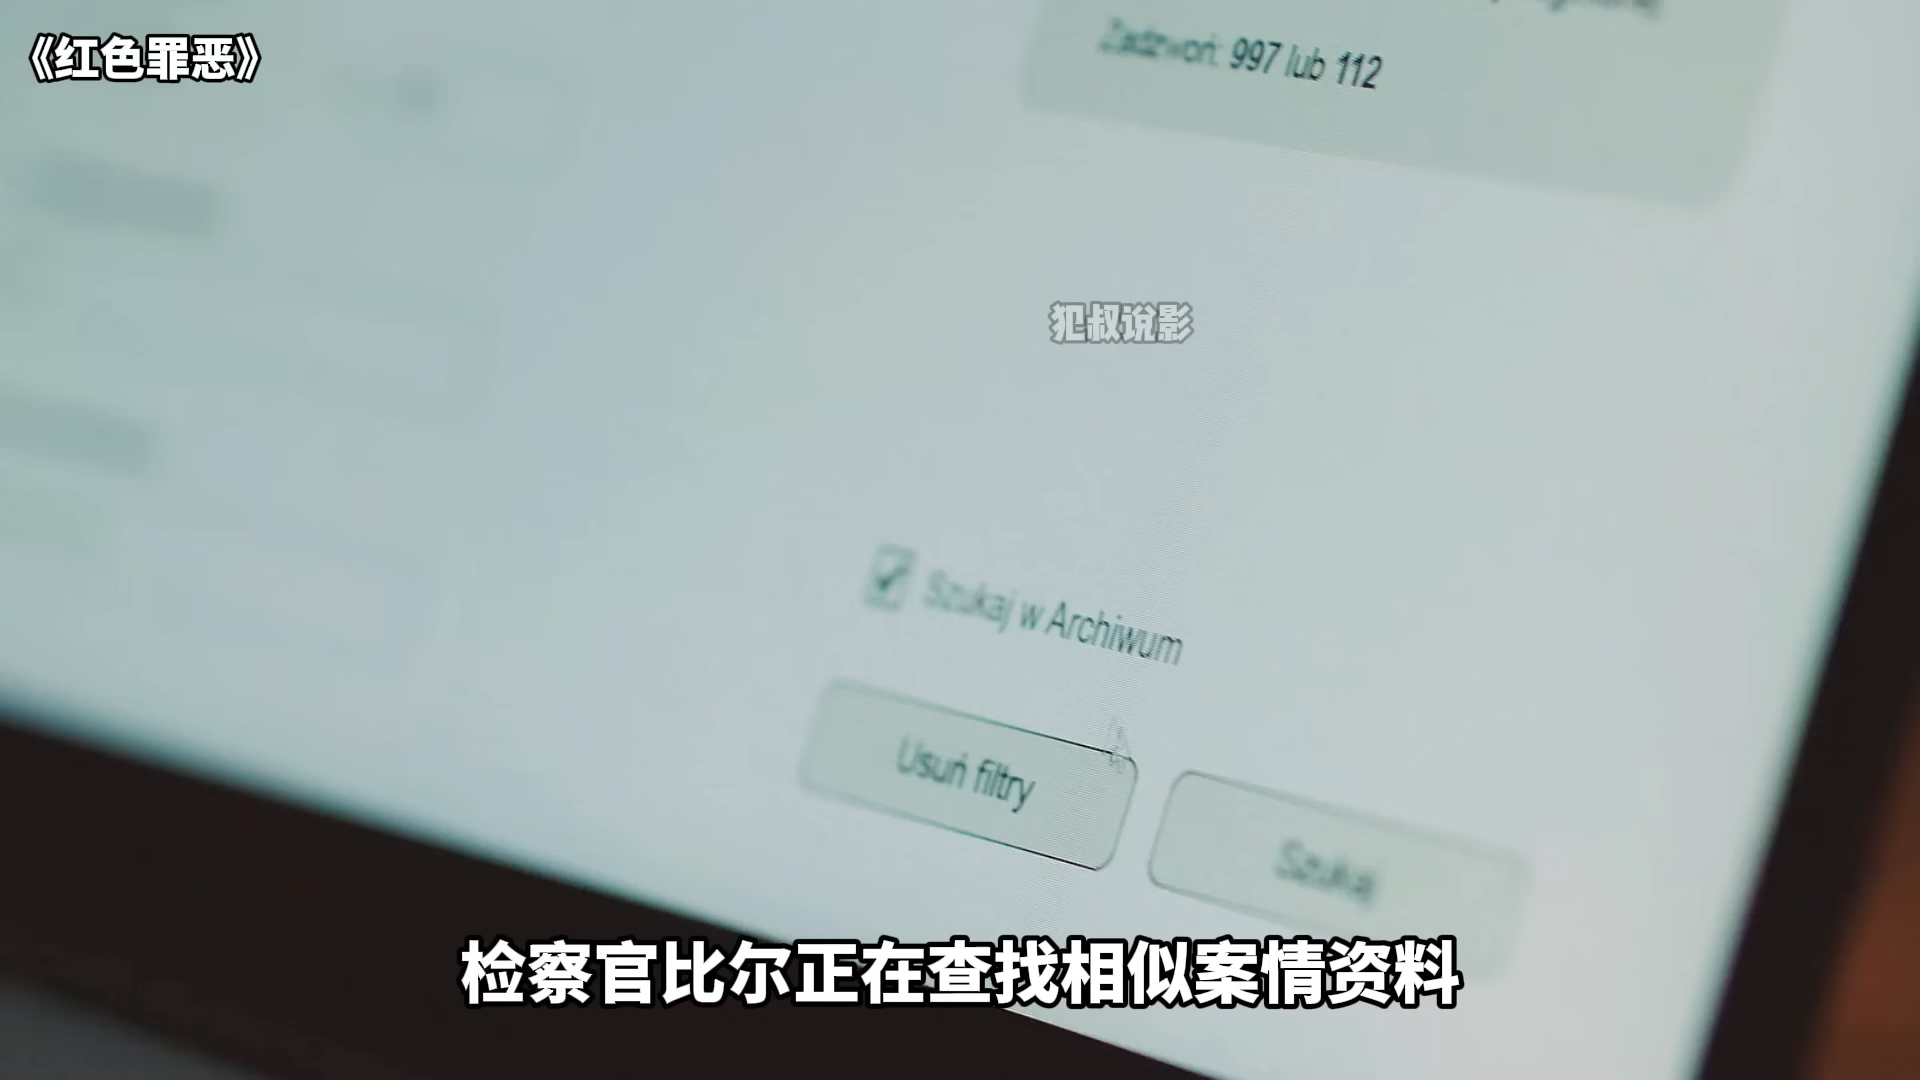 《红色罪恶》
Zadzwoń: 997 lub 112
犯叔说影
Szukaj w Archiwum
Usuń filtry
Szukaj
检察官比尔正在查找相似案情资料